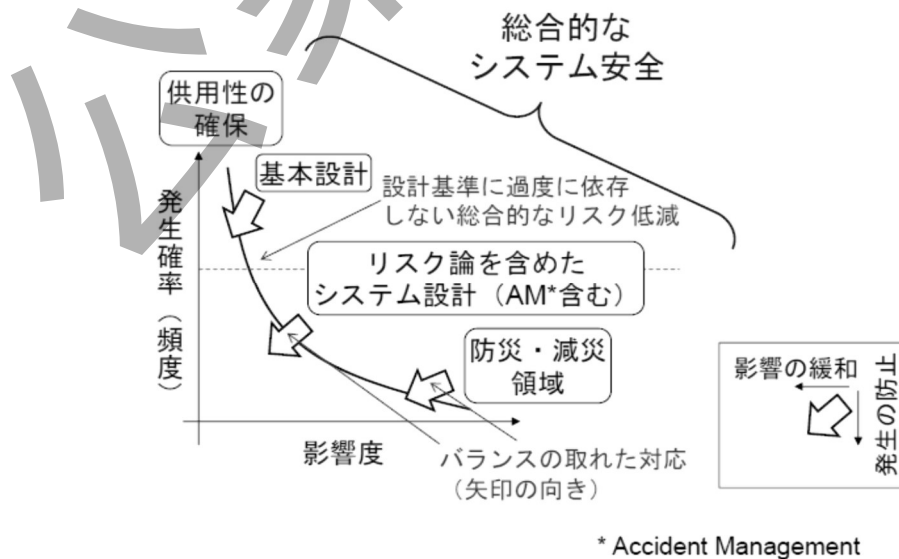 総合的な
システム安全
供用性の
確保
基本設計
設計基準に過度に依存
しない総合的なリスク低減
発生確率（頻度）
リスク論を含めた
システム設計（AM*含む）
防災・減災
領域
影響度
バランスの取れた対応
（矢印の向き）
影響の緩和
発生の防止
* Accident Management